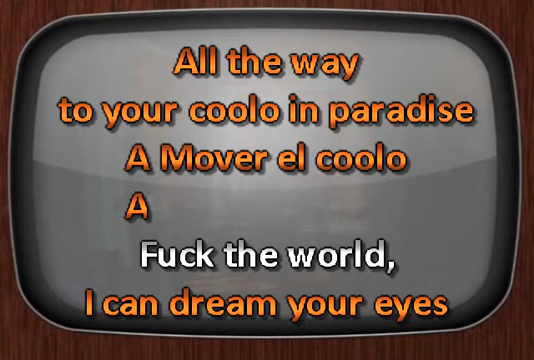 All the way
to your coolo in paradise
A Mover el coolo
A
Fuck the world,
I can dream your eyes